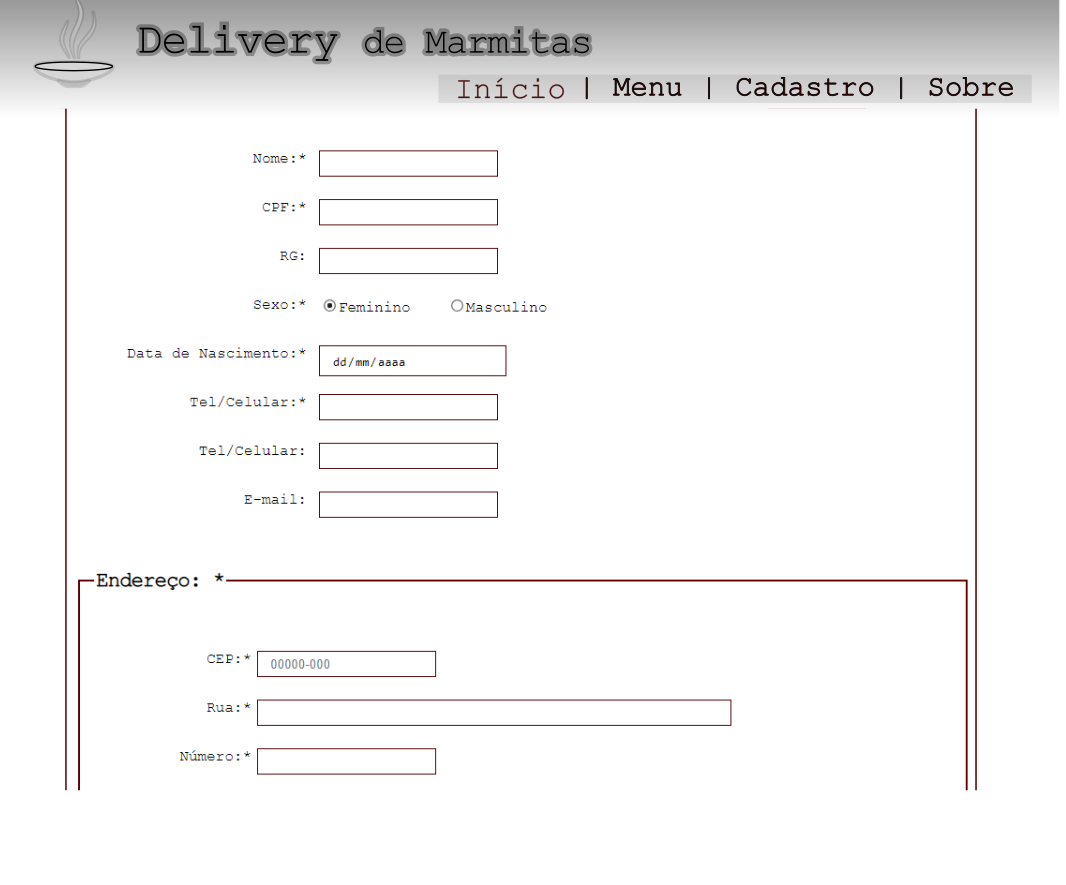 Delivery de Marmitas
Início | Menu | Cadastro | Sobre
Nome:*
CPF:*
RG:
Sexo:* Feminino Masculino
Data de Nascimento:* dd/mm/aaaa
Tel/Celular:*
Tel/Celular:
E-mail:
Endereço: *
CEP:* 00000-000
Rua:*
Número:*